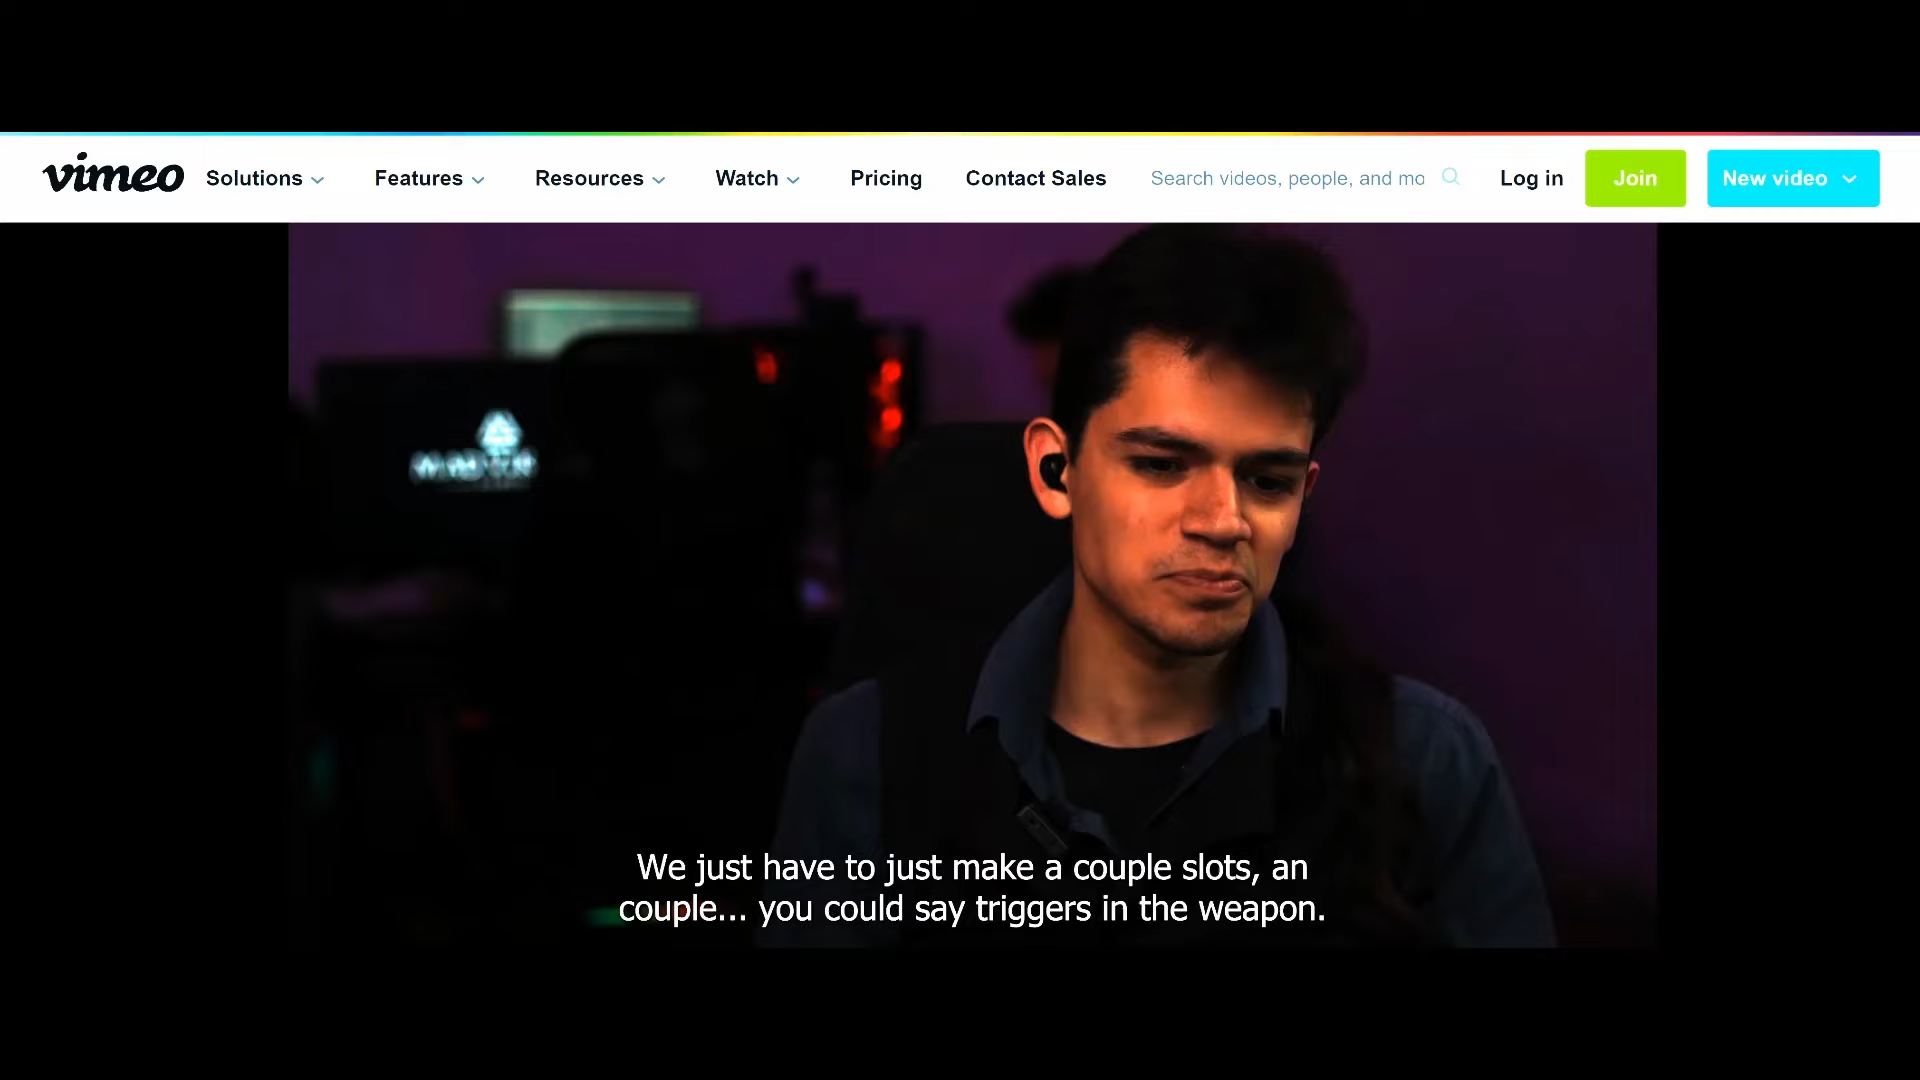 vimeo Solutions Features Resources Watch Pricing Contact Sales Search videos, people, and mo Log in Join New video
We just have to just make a couple slots, an
couple... you could say triggers in the weapon.